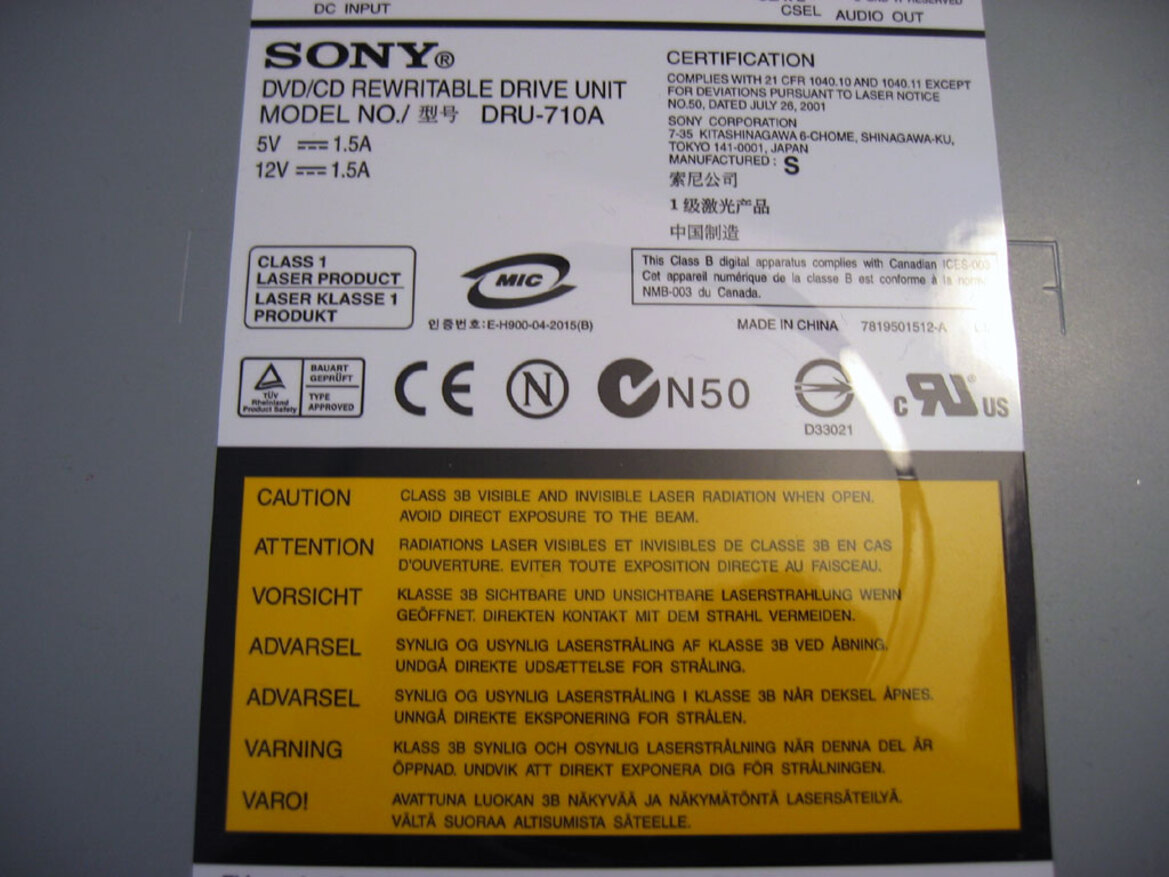 DC INPUT
CSEL AUDIO OUT
SONY®
DVD/CD REWRITABLE DRIVE UNIT
MODEL NO./ 型号 DRU-710A
5V ⎓ 1.5A
12V ⎓ 1.5A
CERTIFICATION
COMPLIES WITH 21 CFR 1040.10 AND 1040.11 EXCEPT
FOR DEVIATIONS PURSUANT TO LASER NOTICE
NO.50, DATED JULY 26, 2001
SONY CORPORATION
7-35 KITASHINAGAWA 6-CHOME, SHINAGAWA-KU,
TOKYO 141-0001, JAPAN
MANUFACTURED : S
索尼公司
1 级激光产品
中国制造
CLASS 1
LASER PRODUCT
LASER KLASSE 1
PRODUKT
MIC
인증번호:E-H900-04-2015(B)
This Class B digital apparatus complies with Canadian ICES-003
Cet appareil numérique de la classe B est conforme à la norm
NMB-003 du Canada.
MADE IN CHINA 7819501512-A
TÜV
Rheinland
Product Safety
BAUART
GEPRÜFT
TYPE
APPROVED
CE
N
N50
D33021
c RU ® US
CAUTION CLASS 3B VISIBLE AND INVISIBLE LASER RADIATION WHEN OPEN.
AVOID DIRECT EXPOSURE TO THE BEAM.
ATTENTION RADIATIONS LASER VISIBLES ET INVISIBLES DE CLASSE 3B EN CAS
D'OUVERTURE. EVITER TOUTE EXPOSITION DIRECTE AU FAISCEAU.
VORSICHT KLASSE 3B SICHTBARE UND UNSICHTBARE LASERSTRAHLUNG WENN
GEÖFFNET. DIREKTEN KONTAKT MIT DEM STRAHL VERMEIDEN.
ADVARSEL SYNLIG OG USYNLIG LASERSTRÅLING AF KLASSE 3B VED ÅBNING.
UNDGÅ DIREKTE UDSÆTTELSE FOR STRÅLING.
ADVARSEL SYNLIG OG USYNLIG LASERSTRÅLING I KLASSE 3B NÅR DEKSEL ÅPNES.
UNNGÅ DIREKTE EKSPONERING FOR STRÅLEN.
VARNING KLASS 3B SYNLIG OCH OSYNLIG LASERSTRÅLNING NÄR DENNA DEL ÄR
ÖPPNAD. UNDVIK ATT DIREKT EXPONERA DIG FÖR STRÅLNINGEN.
VARO! AVATTUNA LUOKAN 3B NÄKYVÄÄ JA NÄKYMÄTÖNTÄ LASERSÄTEILYÄ.
VÄLTÄ SUORAA ALTISUMISTA SÄTEELLE.